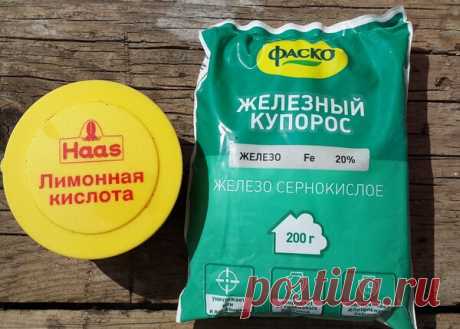 Haas
Лимонная
кислота
ФАСКО
ЖЕЛЕЗНЫЙ
КУПОРОС
ЖЕЛЕЗО Fe 20%
ЖЕЛЕЗО СЕРНОКИСЛОЕ
200 г
postila.ru